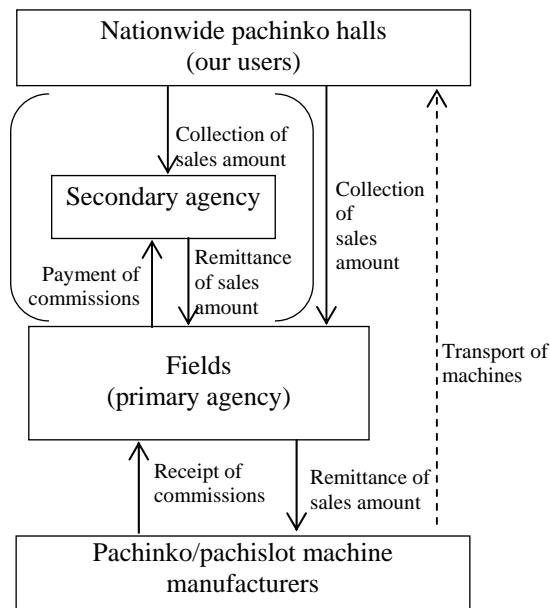 Nationwide pachinko halls
(our users)
Collection of
sales amount
Secondary agency
Collection
of
sales
amount
Payment of
commissions
Remittance
of sales
amount
Transport of
machines
Fields
(primary agency)
Receipt of
commissions
Remittance of
sales amount
Pachinko/pachislot machine
manufacturers